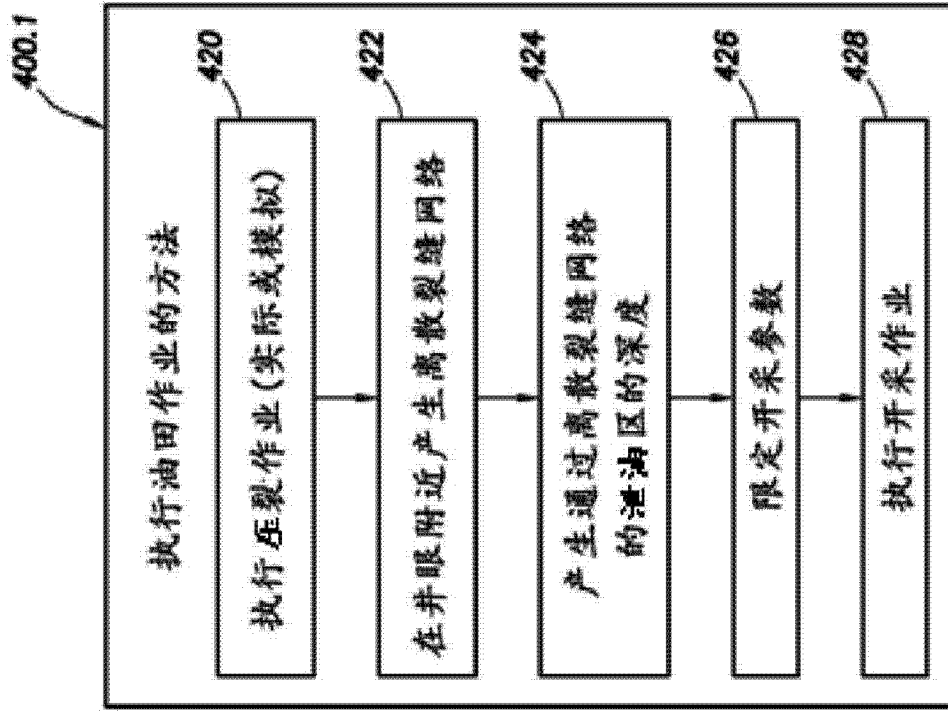 400.1
执行油田作业的方法
420
执行压裂作业(实际或模拟)
422
在井眼附近产生离散裂缝网络
424
产生通过离散裂缝网络
的泄油区的深度
426
限定开采参数
428
执行开采作业